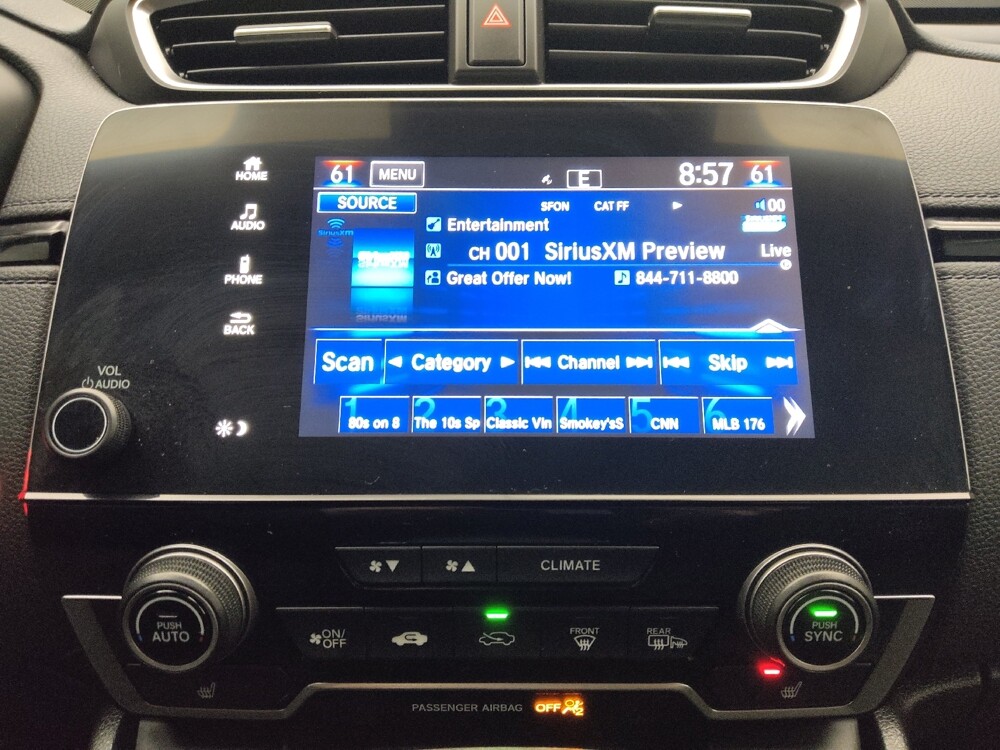 HOME
AUDIO
PHONE
BACK
VOL
AUDIO
61 MENU E 8:57 61
SOURCE SFON CAT FF 00
SiriusXM Entertainment
CH 001 SiriusXM Preview Live
Great Offer Now! 844-711-8800
Scan Category Channel Skip
1 2 3 4 5 6
80s on 8 The 10s Sp Classic Vin Smokey'sS CNN MLB 176
CLIMATE
PUSH AUTO
ON/OFF
FRONT
REAR
PUSH SYNC
PASSENGER AIRBAG OFF 2